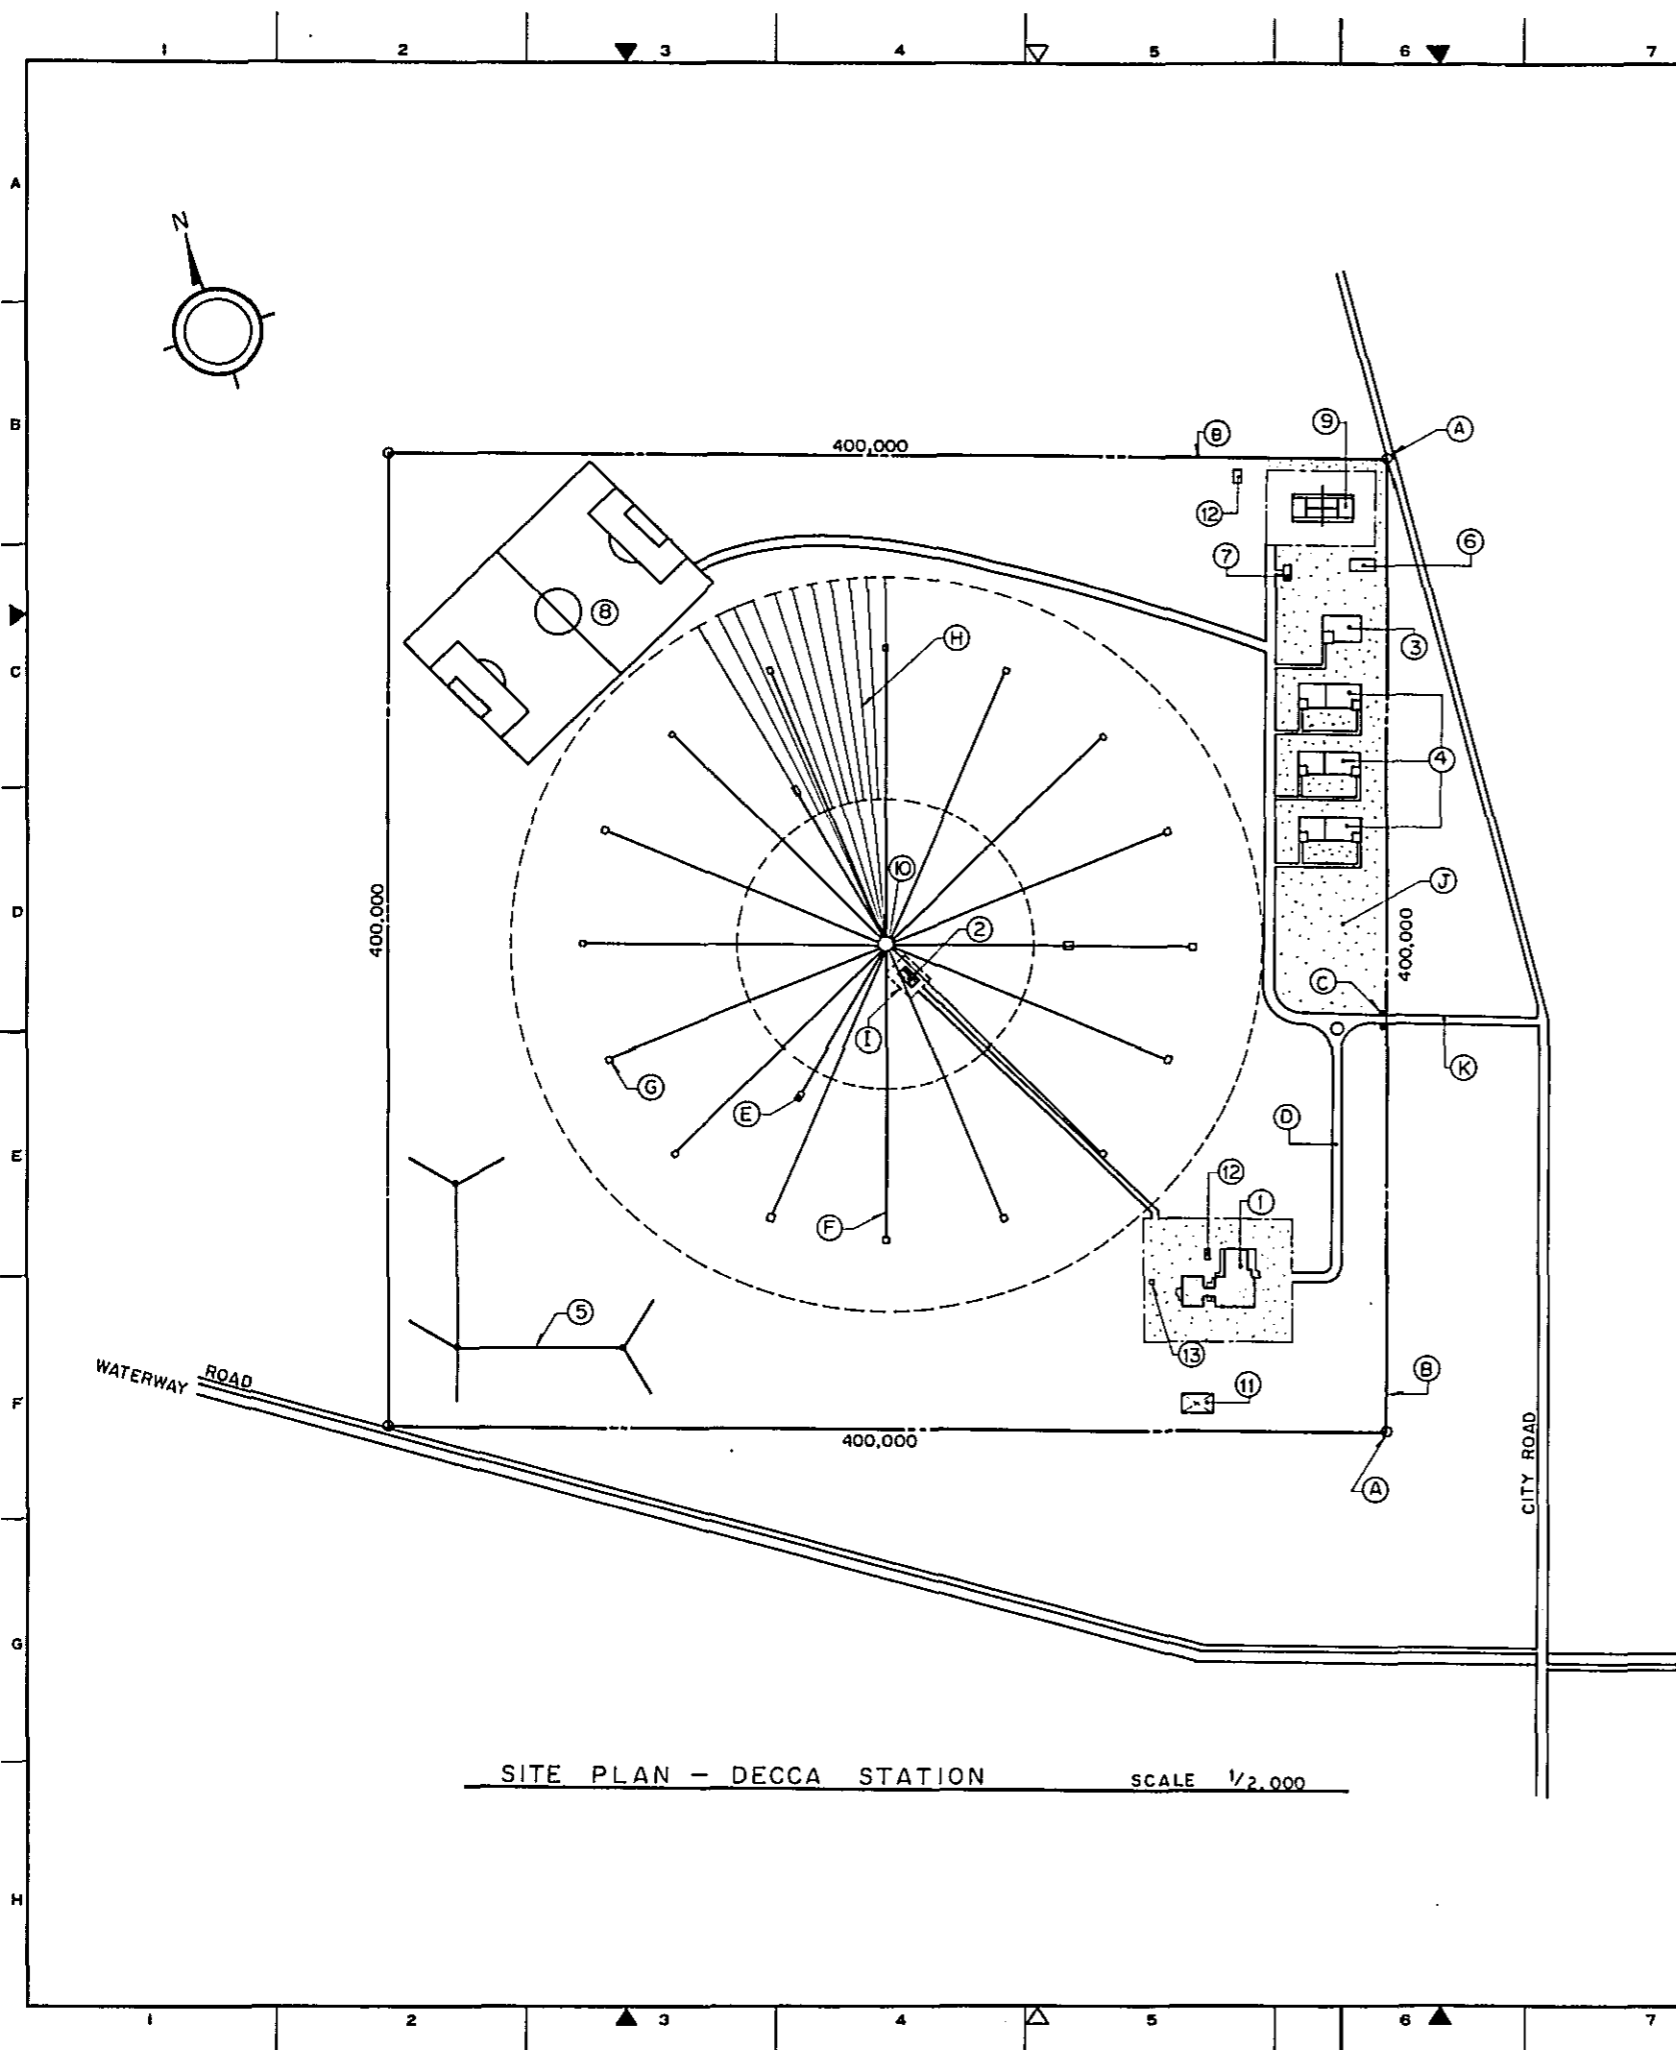 1 2 3 4 5 6 7
A
N
B
9 A
400,000 B
12
6
7
8
H
3
C
4
10
J
D
400,000
2
400,000
C
I
K
G
E
D
E
12
1
F
5
13
WATERWAY ROAD
B
11
F
400,000
CITY ROAD
A
G
SITE PLAN – DECCA STATION SCALE 1/2.000
H
1 2 3 4 5 6 7